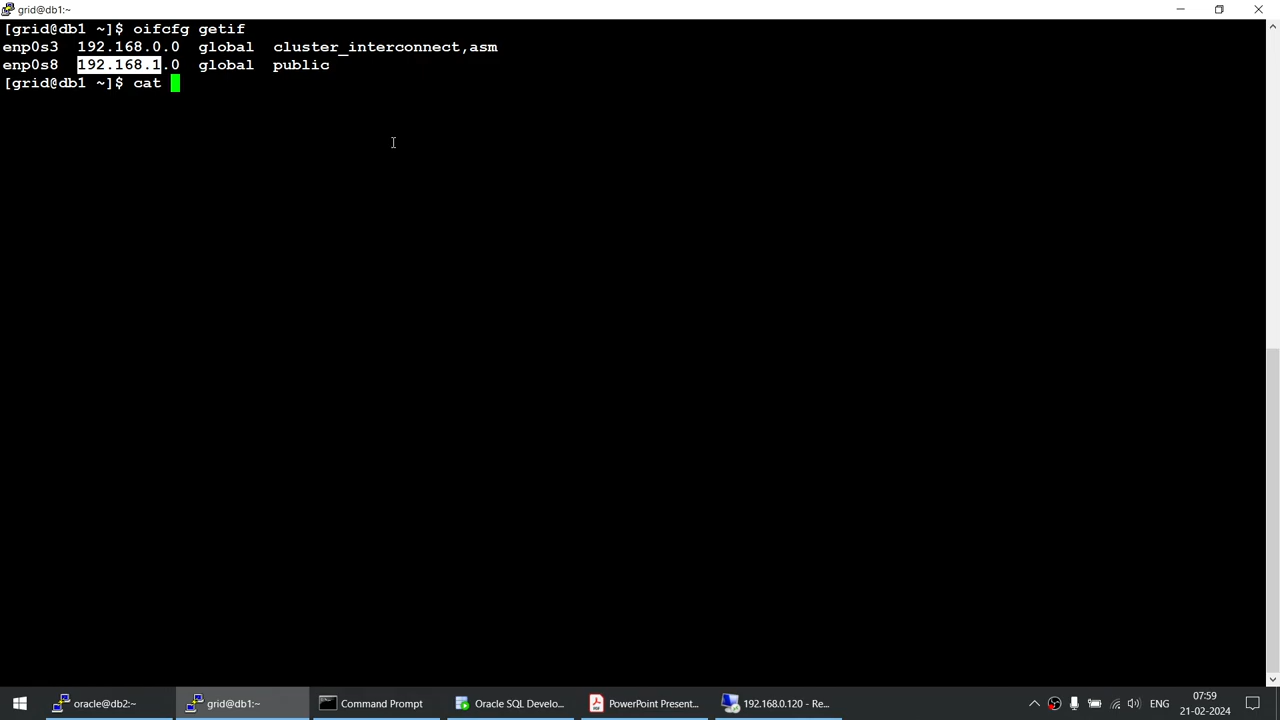 grid@db1:~
[grid@db1 ~]$ oifcfg getif
enp0s3  192.168.0.0  global  cluster_interconnect,asm
enp0s8  192.168.1.0  global  public
[grid@db1 ~]$ cat
oracle@db2:~
grid@db1:~
Command Prompt
Oracle SQL Develo...
PowerPoint Present...
192.168.0.120 - Re...
ENG
07:59
21-02-2024